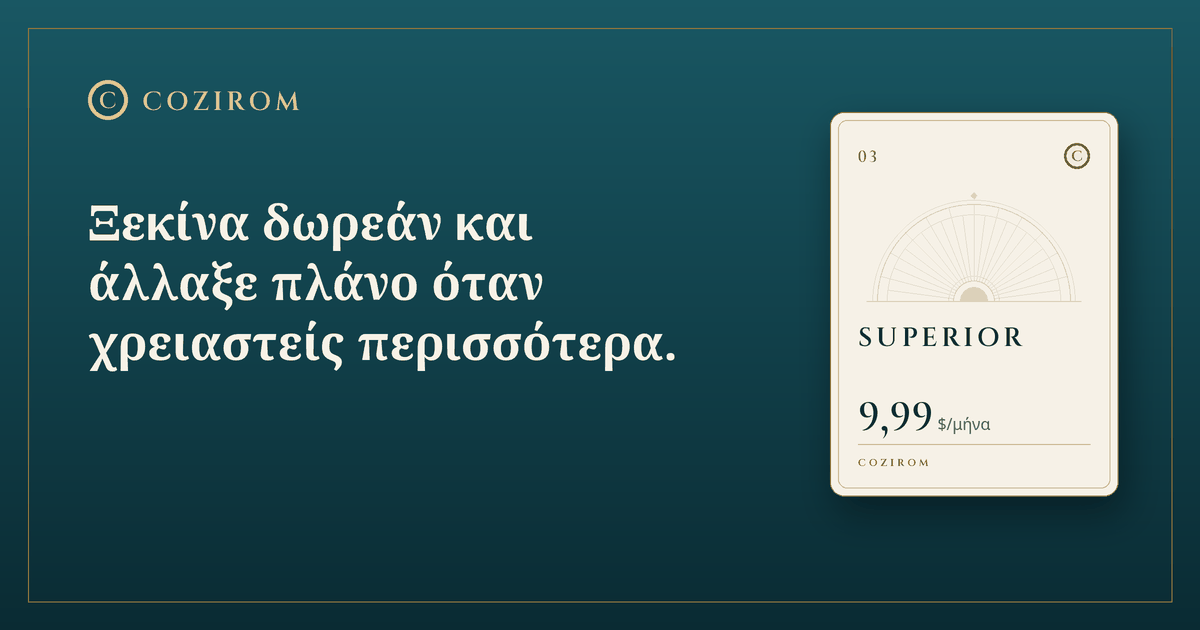 C COZIROM
Ξεκίνα δωρεάν και
άλλαξε πλάνο όταν
χρειαστείς περισσότερα.
03 C
SUPERIOR
9,99 $/μήνα
COZIROM